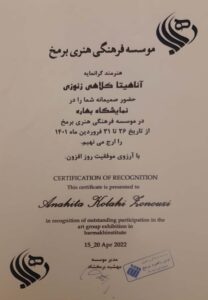 موسسه فرهنگی هنری برمخ
هنرمند گرانمایه
آناهیتا کلاهی زنوزی
حضور صمیمانه شما را در
نمایشگاه بهاره
در موسسه فرهنگی هنری برمخ
از تاریخ ۲۶ تا ۳۱ فروردین ماه ۱۴۰۱
را ارج می نهیم.
با آرزوی موفقیت روز افزون.
CERTIFICATION OF RECOGNITION
This certificate is presented to
Anahita Kolahi Zonouzi
in recognition of outstanding participation in the
art group exhibition in
barmakhinstitute
15_20 Apr 2022
مدیر موسسه